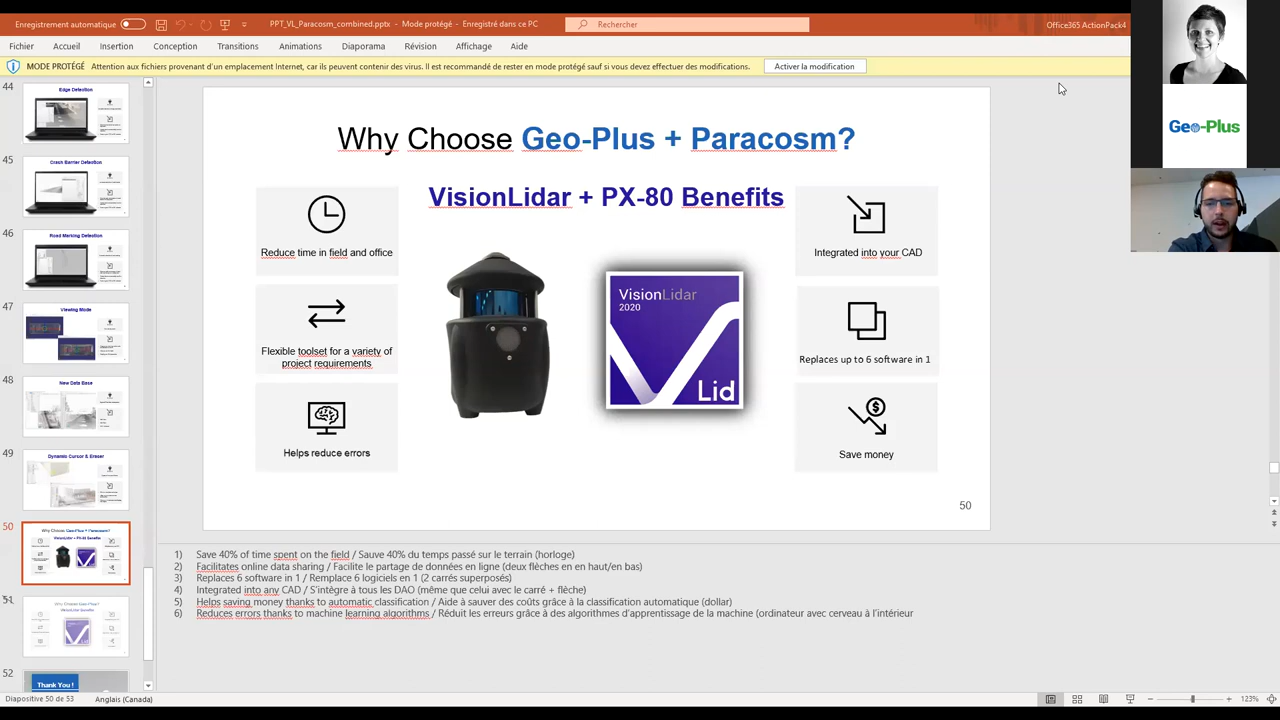 Enregistrement automatique
PPT_VL_Paracosm_combined.pptx - Mode protégé - Enregistré dans ce PC
Rechercher
Office365 ActionPack4
Fichier
Accueil
Insertion
Conception
Transitions
Animations
Diaporama
Révision
Affichage
Aide
MODE PROTÉGÉ
Attention aux fichiers provenant d'un emplacement Internet, car ils peuvent contenir des virus. Il est recommandé de rester en mode protégé sauf si vous devez effectuer des modifications.
Activer la modification
44
Edge Detection
45
Crash Barrier Detection
46
Road Marking Detection
47
Viewing Mode
48
New Data Base
49
Dynamic Cursor & Eraser
50
Why Choose Geo-Plus + Paracosm?
VisionLidar + PX-80 Benefits
51
Why Choose Geo-Plus?
VisionLidar Benefits
52
Thank You !
Why Choose Geo-Plus + Paracosm?
VisionLidar + PX-80 Benefits
Reduce time in field and office
Flexible toolset for a variety of
project requirements
Helps reduce errors
VisionLidar
2020
Lid
Integrated into your CAD
Replaces up to 6 software in 1
$
Save money
50
1) Save 40% of time spent on the field / Sauve 40% du temps passé sur le terrain (horloge)
2) Facilitates online data sharing / Facilite le partage de données en ligne (deux flèches en en haut/en bas)
3) Replaces 6 software in 1 / Remplace 6 logiciels en 1 (2 carrés superposés)
4) Integrated into any CAD / S'intègre à tous les DAO (même que celui avec le carré + flèche)
5) Helps saving money thanks to automatic classification / Aide à sauver des coûts grâce à la classification automatique (dollar)
6) Reduces errors thanks to machine learning algorithms / Réduit les erreurs grâce à des algorithmes d'apprentissage de la machine (ordinateur avec cerveau à l'intérieur
Geo-Plus
Diapositive 50 de 53
Anglais (Canada)
123%